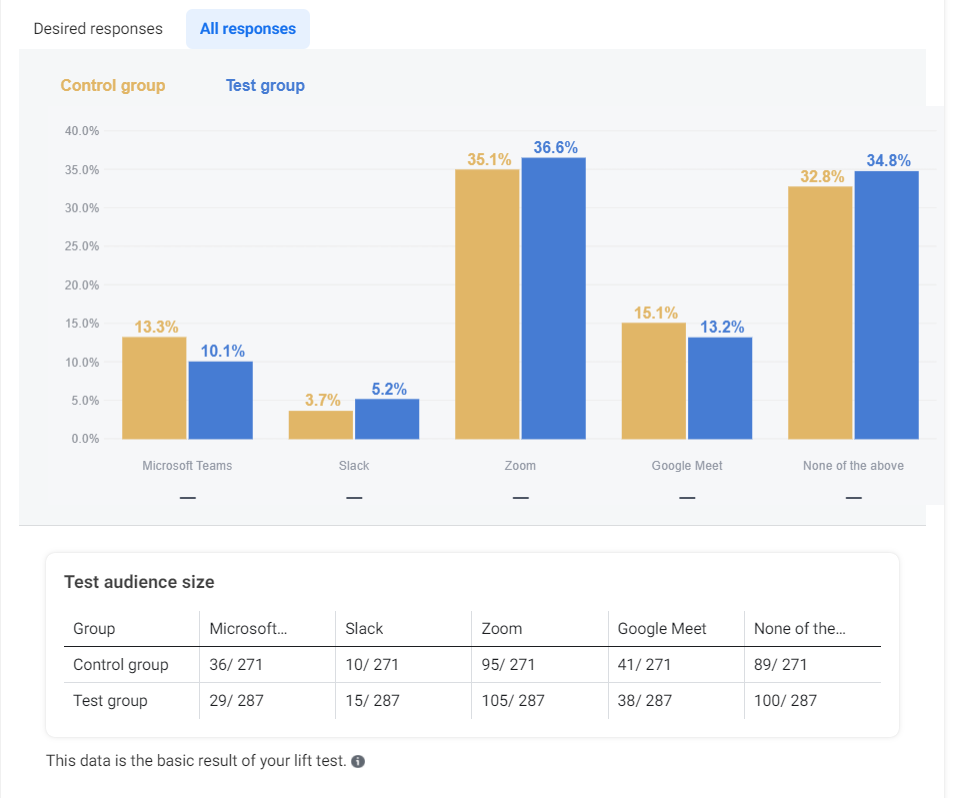 Desired responses All responses
Control group Test group
40.0%
35.0%
30.0%
25.0%
20.0%
15.0%
10.0%
5.0%
0.0%
13.3% 10.1% 3.7% 5.2% 35.1% 36.6% 15.1% 13.2% 32.8% 34.8%
Microsoft Teams Slack Zoom Google Meet None of the above
— — — — —
Test audience size
Group Microsoft... Slack Zoom Google Meet None of the...
Control group 36/ 271 10/ 271 95/ 271 41/ 271 89/ 271
Test group 29/ 287 15/ 287 105/ 287 38/ 287 100/ 287
This data is the basic result of your lift test. i